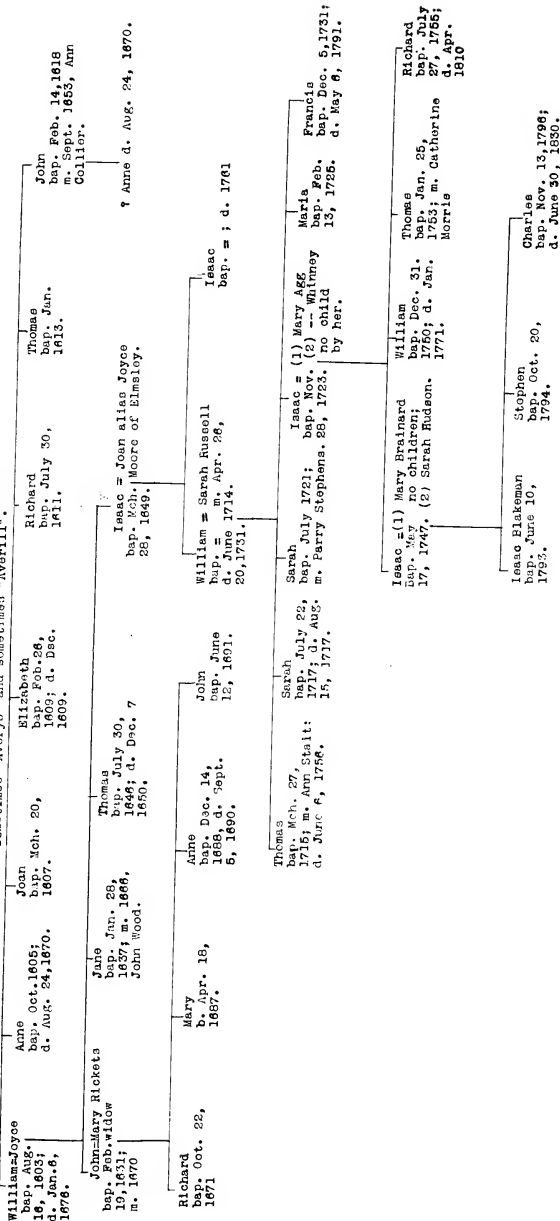 "Averys" and sometimes "Averill".
William=Joyce
bap. Aug.
16, 1603;
d. Jan.6,
1676.
Anne
bap. Oct.1605;
d. Aug. 24,1670.
Joan
bap. Mch. 20,
1607.
Elizabeth
bap. Feb.26,
1609; d. Dec.
1609.
Richard
bap. July 30,
1611.
Thomas
bap. Jan.
1613.
John
bap. Feb. 14,1618
m. Sept. 1653, Ann
Collier.
? Anne d. Aug. 24, 1670.
John=Mary Rickets
bap. Feb.widow
19,1631;
m. 1670
Jane
bap. Jan. 28,
1637; m. 1666,
John Wood.
Thomas
bap. July 30,
1646; d. Dec. 7
1650.
Isaac = Joan alias Joyce
bap. Mch. Moore of Elmsley.
28, 1649.
Richard
bap. Oct. 22,
1671
Mary
b. Apr. 18,
1687.
Anne
bap. Dec. 14,
1688, d. Sept.
5, 1690.
John
bap. June
12, 1691.
William = Sarah Russell
bap. = m. Apr. 26,
d. June 1714.
20,1731.
Isaac
bap. = ; d. 1761
Thomas
bap. Mch. 27,
1715; m. Ann Stait:
d. June 6, 1756.
Sarah
bap. July 22,
1717; d. Aug.
15, 1717.
Sarah
bap. July 1721;
m. Parry Stephens.
Isaac = (1) Mary Agg
bap. Nov. (2) -- Whinney
28, 1723. no child
by her.
Maria
bap. Feb.
13, 1725.
Francis
bap. Dec. 5,1731;
d. May 6, 1791.
Isaac =(1) Mary Brainard
bap. May no children;
17, 1747. (2) Sarah Hudson.
William
bap. Dec. 31.
1750; d. Jan.
1771.
Thomas
bap. Jan. 25,
1753; m. Catherine
Morris
Richard
bap. July
27, 1755;
d. Apr.
1810
Isaac Blakeman
bap. June 10,
1793.
Stephen
bap. Oct. 20,
1794.
Charles
bap. Nov. 13,1796;
d. June 30, 1830.